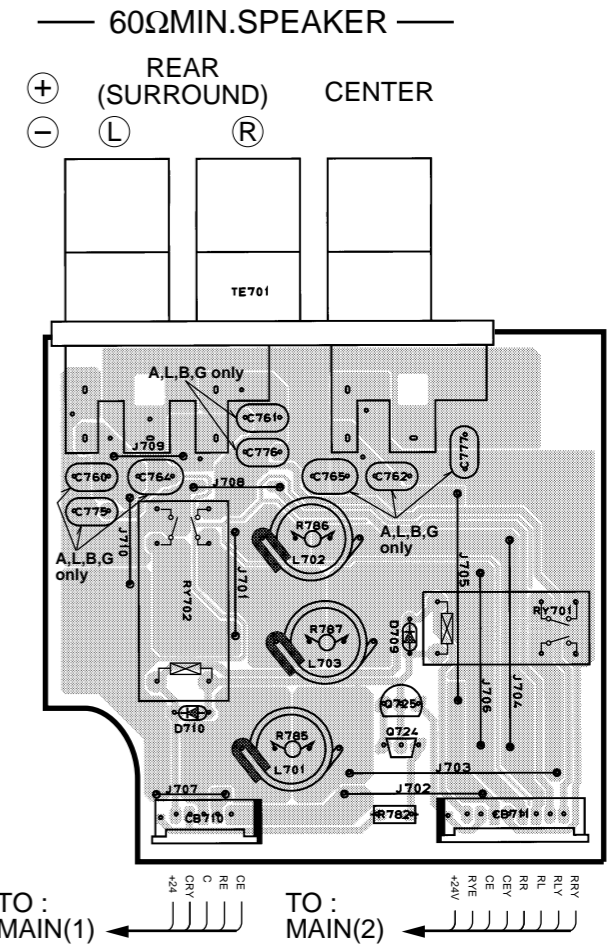 60ΩMIN.SPEAKER
REAR
(SURROUND)
CENTER
+
−
L
R
TE701
A,L,B,G only
C761
C776
C777
J709
C760
C764
J708
C765
C762
C775
J710
A,L,B,G
only
R786
L702
A,L,B,G
only
RY702
J701
J705
RY701
R787
L703
D709
J706
J704
Q725
D710
Q724
R785
L701
J703
J707
J702
CB710
R782
CB711
+24
CRY
C
RE
CE
+24V
RYE
CE
CEY
RR
RL
RLY
RRY
TO :
MAIN(1)
TO :
MAIN(2)